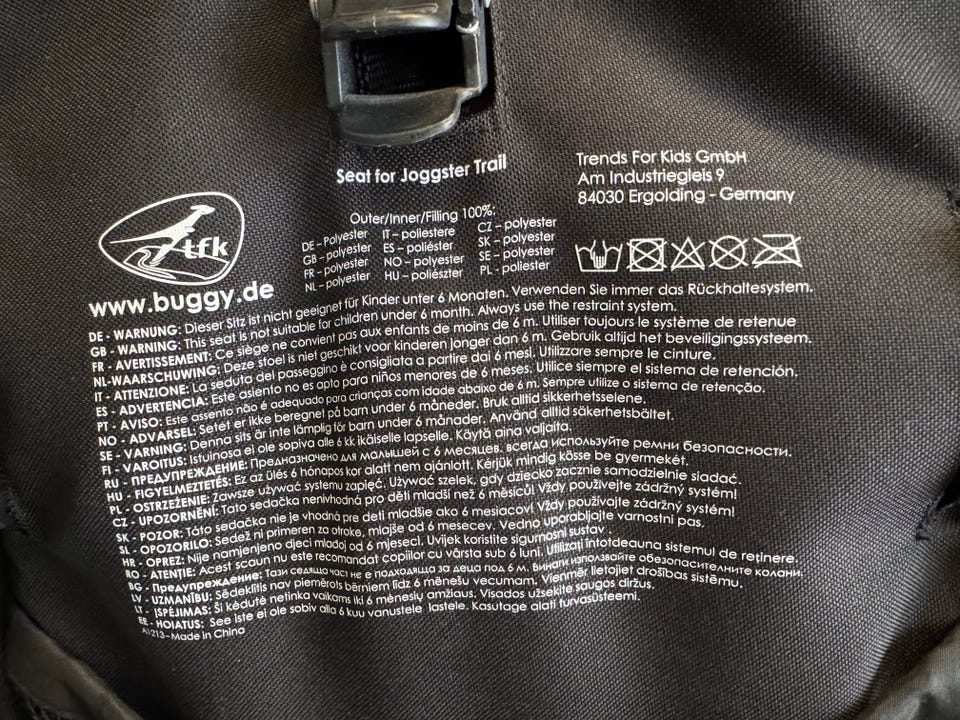 Seat for Joggster Trail
Trends For Kids GmbH
Am Industriegleis 9
84030 Ergolding - Germany
tfk
www.buggy.de
Outer/Inner/Filling 100%:
DE – Polyester IT – poliestere CZ – polyester
GB – polyester ES – poliéster SK – polyester
FR – polyester NO – polyester SE – polyester
NL – polyester HU – poliészter PL – poliester
DE - WARNUNG: Dieser Sitz ist nicht geeignet für Kinder unter 6 Monaten. Verwenden Sie immer das Rückhaltesystem.
GB - WARNING: This seat is not suitable for children under 6 month. Always use the restraint system.
FR - AVERTISSEMENT: Ce siège ne convient pas aux enfants de moins de 6 m. Utiliser toujours le système de retenue
NL-WAARSCHUWING: Deze stoel is niet geschikt voor kinderen jonger dan 6 m. Gebruik altijd het beveiligingssysteem.
IT - ATTENZIONE: La seduta del passeggino è consigliata a partire dai 6 mesi. Utilizzare sempre le cinture.
ES - ADVERTENCIA: Este asiento no es apto para niños menores de 6 meses. Utilice siempre el sistema de retención.
PT - AVISO: Este assento não é adequado para crianças com idade abaixo de 6 m. Sempre utilize o sistema de retenção.
NO - ADVARSEL: Setet er ikke beregnet på barn under 6 måneder. Bruk alltid sikkerhetsselene.
SE - VARNING: Denna sits är inte lämplig för barn under 6 månader. Använd alltid säkerhetsbältet.
FI - VAROITUS: Istuinosa ei ole sopiva alle 6 kk ikäiselle lapselle. Käytä aina valjaita.
RU - ПРЕДУПРЕЖДЕНИЕ: Предназначено для малышей с 6 месяцев. всегда используйте ремни безопасности.
HU - FIGYELMEZTETÉS: Ez az ülés 6 hónapos kor alatt nem ajánlott. Kérjük mindig kösse be gyermekét.
PL - OSTRZEŻENIE: Zawsze używać systemu zapięć. Używać szelek, gdy dziecko zacznie samodzielnie siadać.
CZ - UPOZORNĚNÍ: Tato sedačka nenívhodná pro děti mladší než 6 měsíců! Vždy používejte zádržný systém!
SK - POZOR: Táto sedačka nie je vhodná pre deti mladšie ako 6 mesiacov! Vždy používajte zádržný systém!
SL - OPOZORILO: Sedež ni primeren za otroke, mlajše od 6 mesecev. Vedno uporabljajte varnostni pas.
HR - OPREZ: Nije namjenjeno djeci mlađoj od 6 mjeseci. Uvijek koristite sigurnosni sustav.
RO - ATENȚIE: Acest scaun nu este recomandat copiilor cu vârsta sub 6 luni. Utilizați întotdeauna sistemul de reținere.
BG - Предупреждение: Тази седяща част не е подходяща за деца под 6 м. Винаги използвайте обезопасителните колани.
LV - UZMANĪBU: Sēdeklītis nav piemērots bērniem līdz 6 mēnešu vecumam. Vienmēr lietojiet drošības sistēmu.
LT - ĮSPĖJIMAS: Ši kėdutė netinka vaikams iki 6 mėnesių amžiaus. Visados užsekite saugos diržus.
EE - HOIATUS: See iste ei ole sobiv alla 6 kuu vanustele lastele. Kasutage alati turvasüsteemi.
A1213 – Made in China